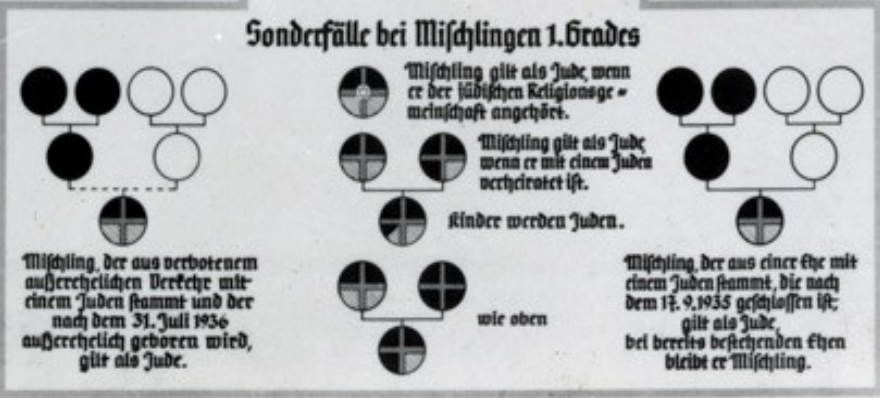 Sonderfälle bei Mischlingen 1.Grades
Mischling, der aus verbotenem
außerehelichen Verkehr mit
einem Juden stammt und der
nach dem 31. Juli 1936
außerehelich geboren wird,
gilt als Jude.
Mischling gilt als Jude, wenn
er der jüdischen Religionsge-
meinschaft angehört.
Mischling gilt als Jude
wenn er mit einem Juden
verheiratet ist.
Kinder werden Juden.
wie oben
Mischling, der aus einer Ehe mit
einem Juden stammt, die nach
dem 17.9.1935 geschlossen ist,
gilt als Jude,
bei bereits bestehenden Ehen
bleibt er Mischling.